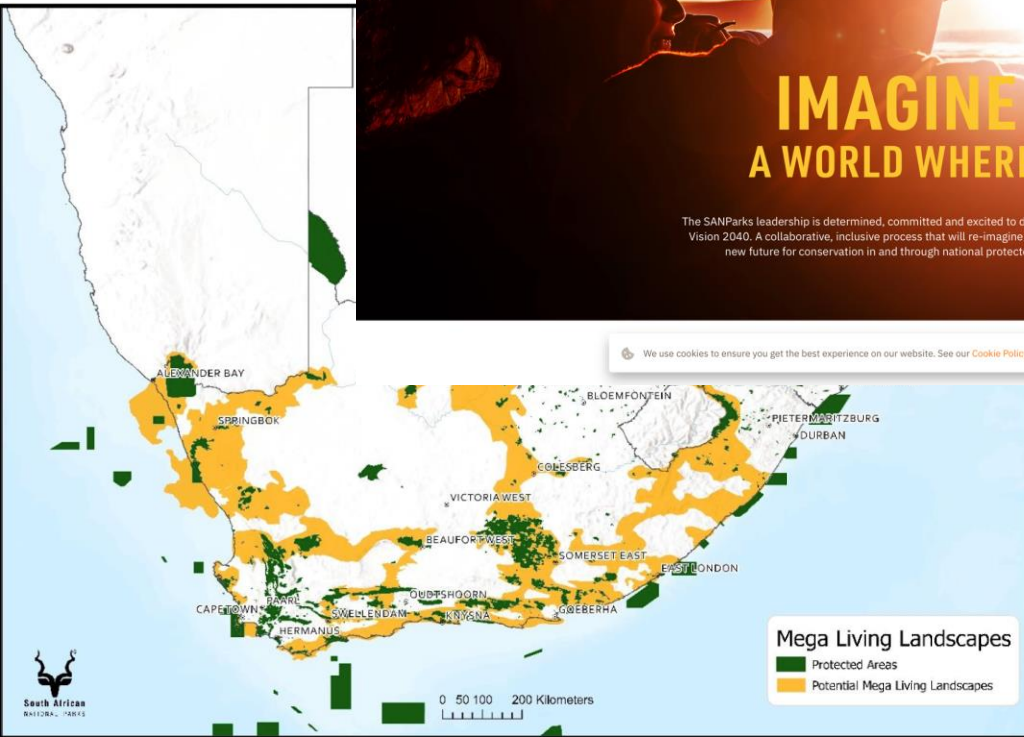 IMAGINE
A WORLD WHERE
The SANParks leadership is determined, committed and excited to d
Vision 2040. A collaborative, inclusive process that will re-imagine
new future for conservation in and through national protecte
We use cookies to ensure you get the best experience on our website. See our Cookie Polic
ALEXANDER BAY
SPRINGBOK
BLOEMFONTEIN
PIETERMARITZBURG
DURBAN
COLESBERG
VICTORIA WEST
BEAUFORT WEST
SOMERSET EAST
EAST LONDON
OUDTSHOORN
PAARL
CAPE TOWN
SWELLENDAM
KNYSNA
GQEBERHA
HERMANUS
Mega Living Landscapes
Protected Areas
Potential Mega Living Landscapes
South African
NATIONAL PARKS
0 50 100 200 Kilometers